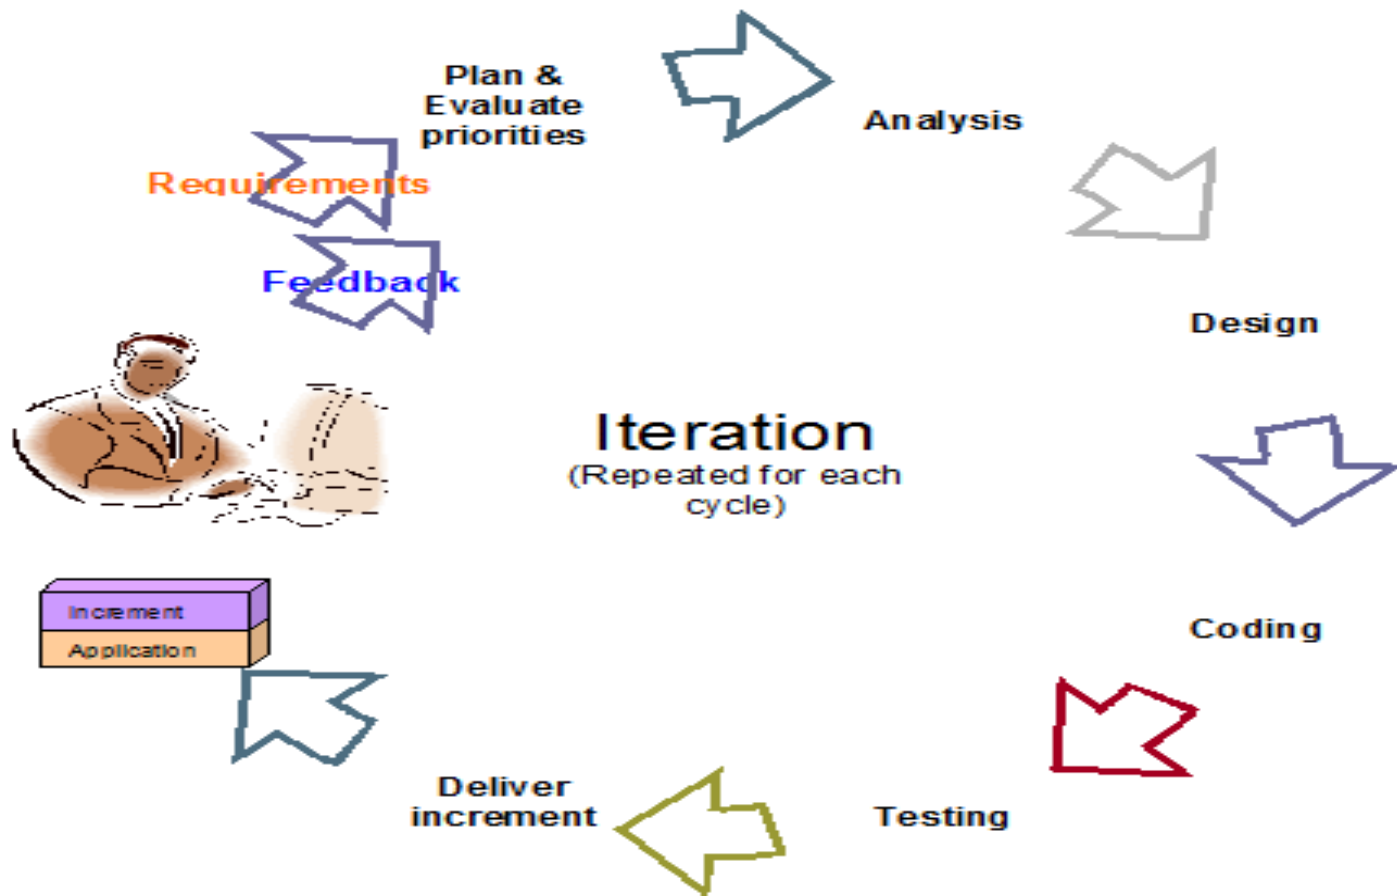 Plan &
Evaluate
priorities
Analysis
Requirements
Feedback
Design
Iteration
(Repeated for each
cycle)
Increment
Application
Coding
Deliver
increment
Testing